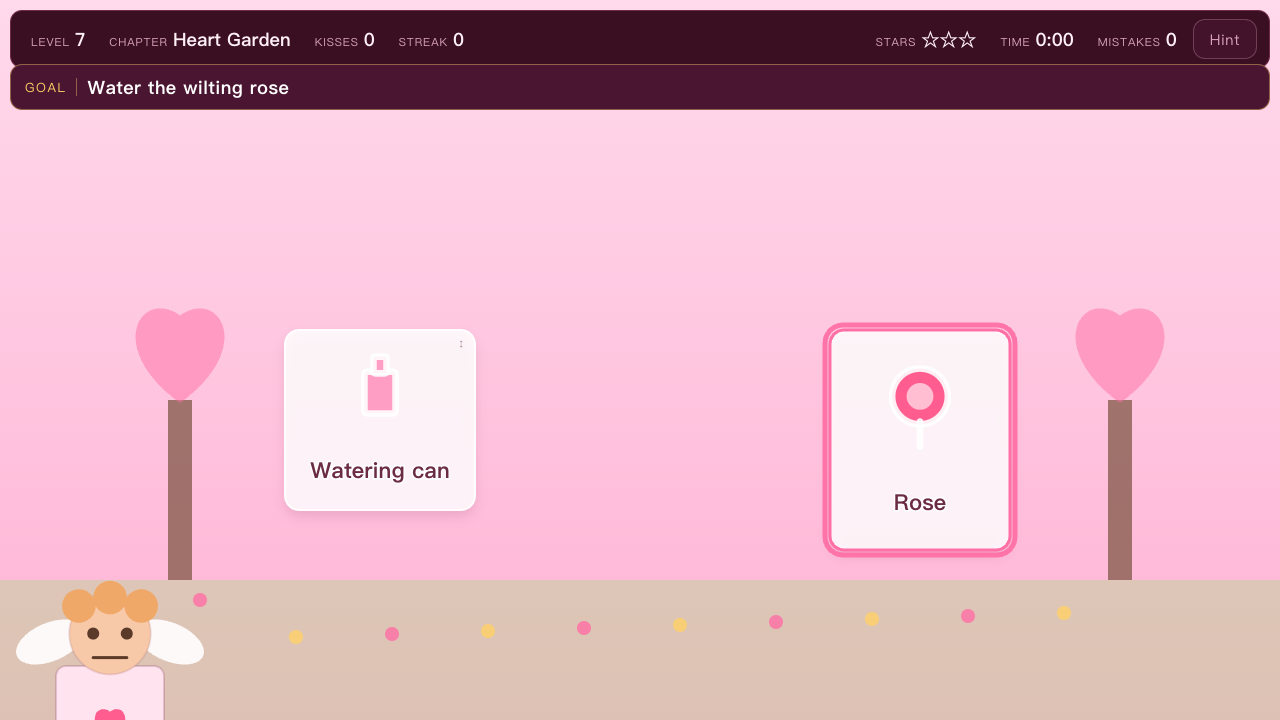 LEVEL 7 CHAPTER Heart Garden KISSES 0 STREAK 0 STARS ☆☆☆ TIME 0:00 MISTAKES 0 Hint
GOAL Water the wilting rose
Watering can
Rose